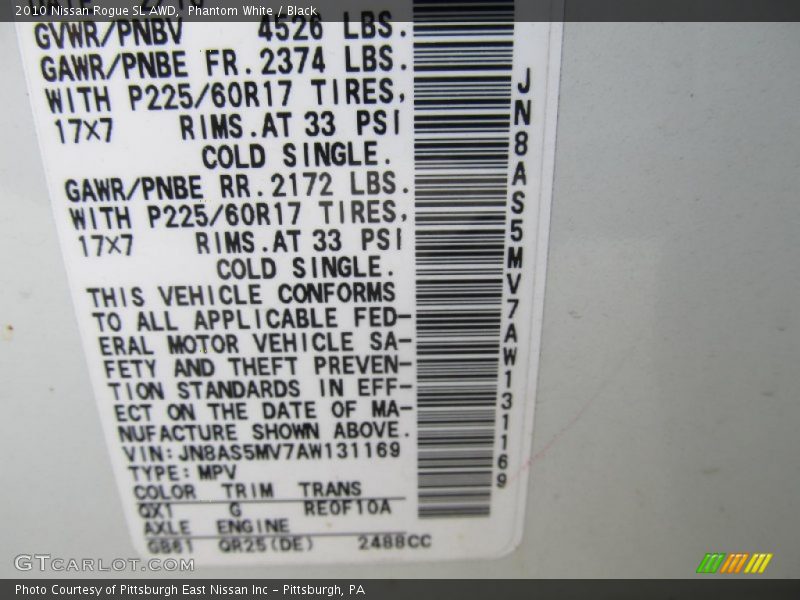 2010 Nissan Rogue SL AWD,  Phantom White / Black
GVWR/PNBV 4526 LBS.
GAWR/PNBE FR.2374 LBS.
WITH P225/60R17 TIRES,
17X7 RIMS.AT 33 PSI
COLD SINGLE.
GAWR/PNBE RR.2172 LBS.
WITH P225/60R17 TIRES,
17X7 RIMS.AT 33 PSI
COLD SINGLE.
THIS VEHICLE CONFORMS
TO ALL APPLICABLE FED-
ERAL MOTOR VEHICLE SA-
FETY AND THEFT PREVEN-
TION STANDARDS IN EFF-
ECT ON THE DATE OF MA-
NUFACTURE SHOWN ABOVE.
VIN:JN8AS5MV7AW131169
TYPE:MPV
COLOR TRIM TRANS
QX1 G RE0F10A
AXLE ENGINE
GB61 QR25(DE) 2488CC
JN8AS5MV7AW131169
GTCarlot.com
Photo Courtesy of Pittsburgh East Nissan Inc - Pittsburgh, PA